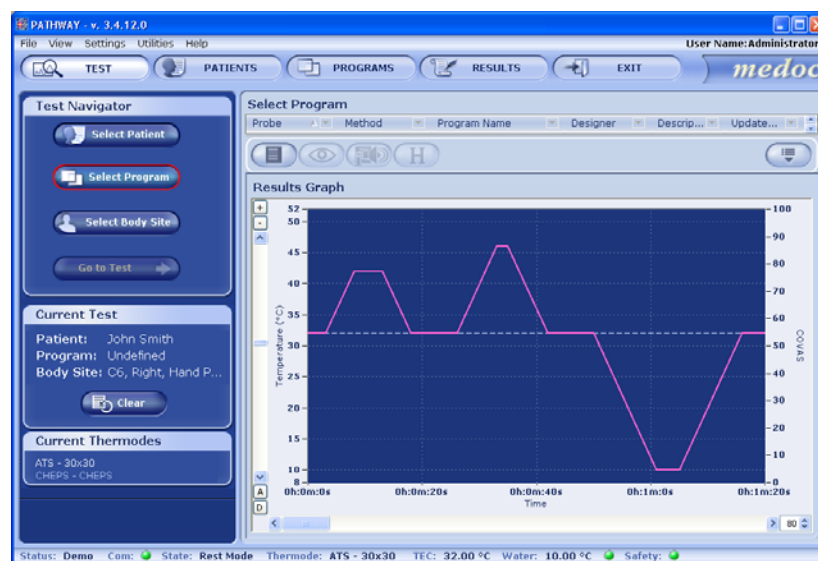 PATHWAY - v, 3.4.12.0
File View Settings Utilities Help
User Name:Administrator
TEST PATIENTS PROGRAMS RESULTS EXIT medoc
Test Navigator
Select Patient
Select Program
Select Body Site
Go to Test
Current Test
Patient: John Smith
Program: Undefined
Body Site: C6, Right, Hand P...
Clear
Current Thermodes
ATS - 30x30
CHEPS - CHEPS
Select Program
Probe Method Program Name Designer Descrip... Update...
H
Results Graph
+
-
A
D
Temperature (°C)
52
50
45
40
35
30
25
20
15
10
8
100
90
80
70
60
50
40
30
20
10
0
COVAS
0h:0m:0s 0h:0m:20s 0h:0m:40s 0h:1m:0s 0h:1m:20s
Time
80
Status: Demo Com: State: Rest Mode Thermode: ATS - 30x30 TEC: 32.00 °C Water: 10.00 °C Safety: